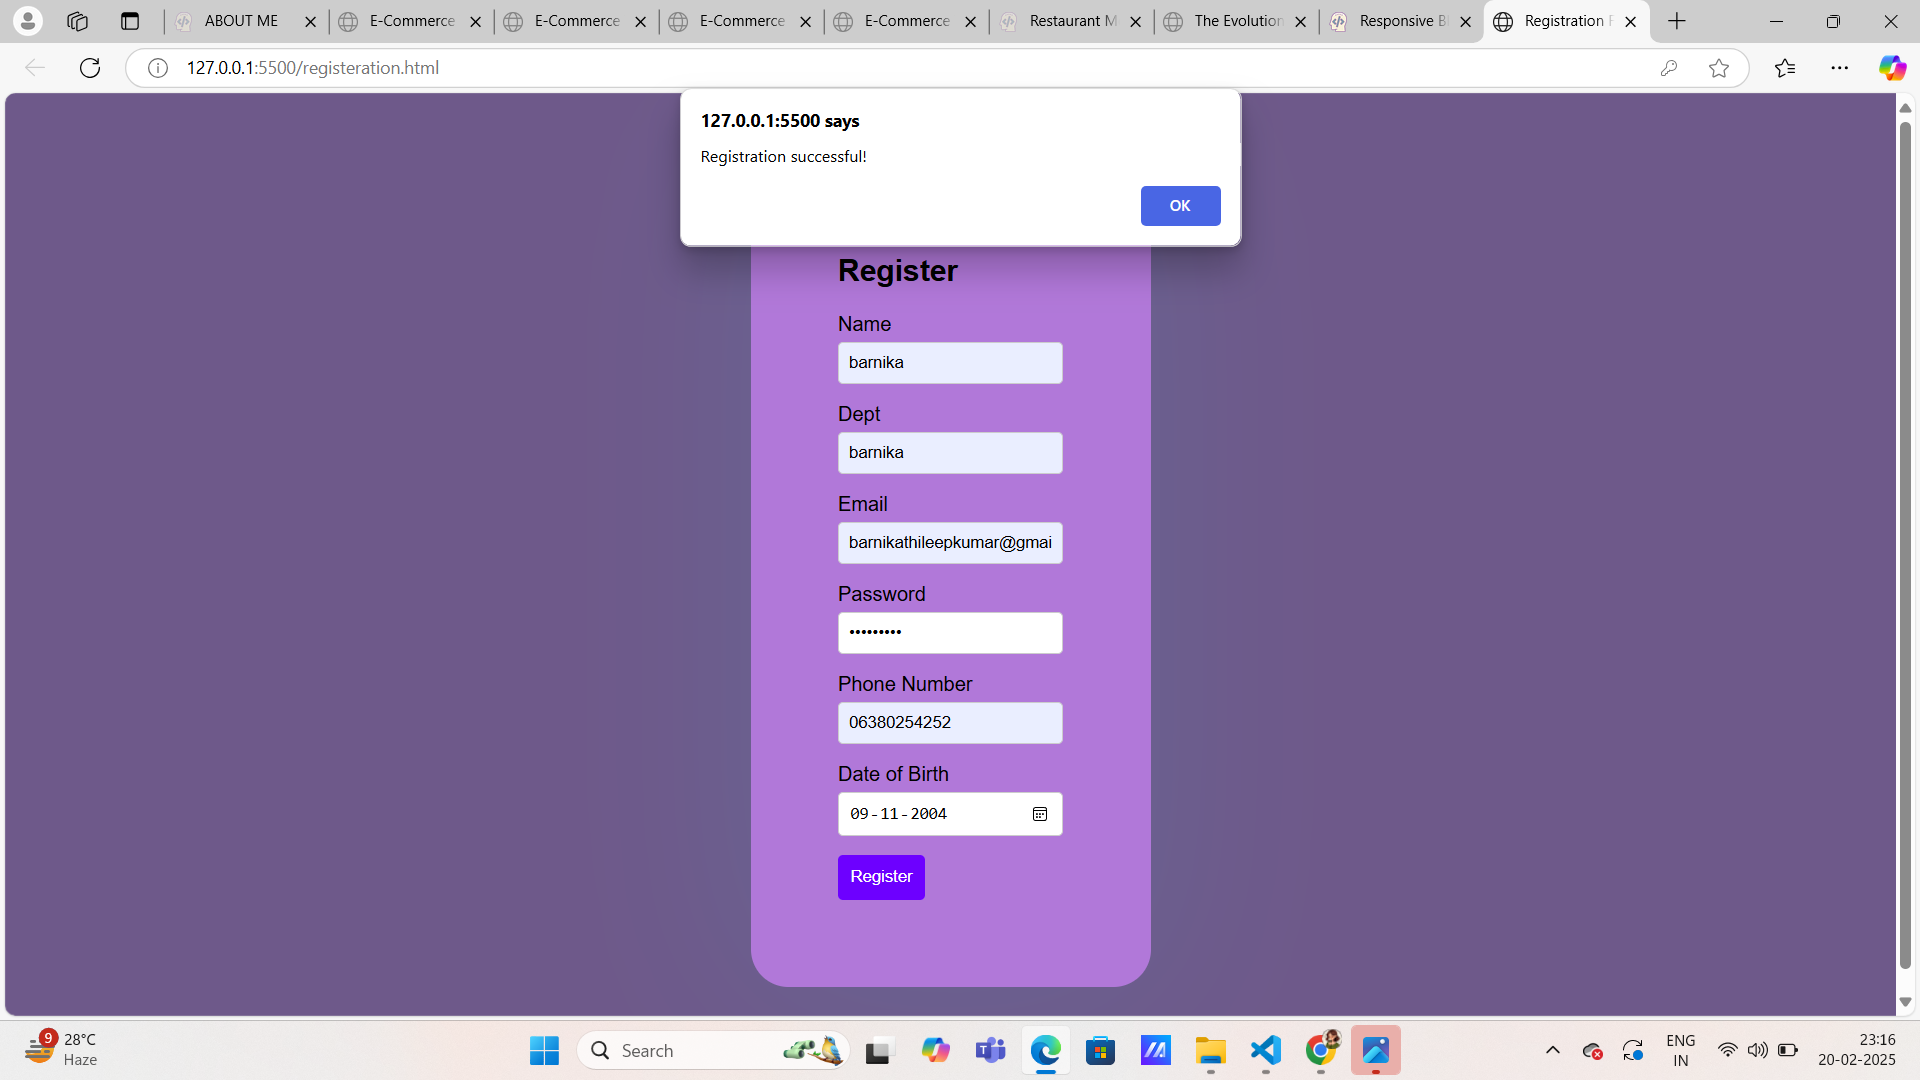 ABOUT ME
E-Commerce
E-Commerce
E-Commerce
E-Commerce
Restaurant M
The Evolution
Responsive Bl
Registration F
127.0.0.1:5500/registeration.html
127.0.0.1:5500 says
Registration successful!
OK
Register
Name
barnika
Dept
barnika
Email
barnikathileepkumar@gmai
Password
•••••••••
Phone Number
06380254252
Date of Birth
09-11-2004
Register
9
28°C
Haze
Search
ENG
IN
23:16
20-02-2025